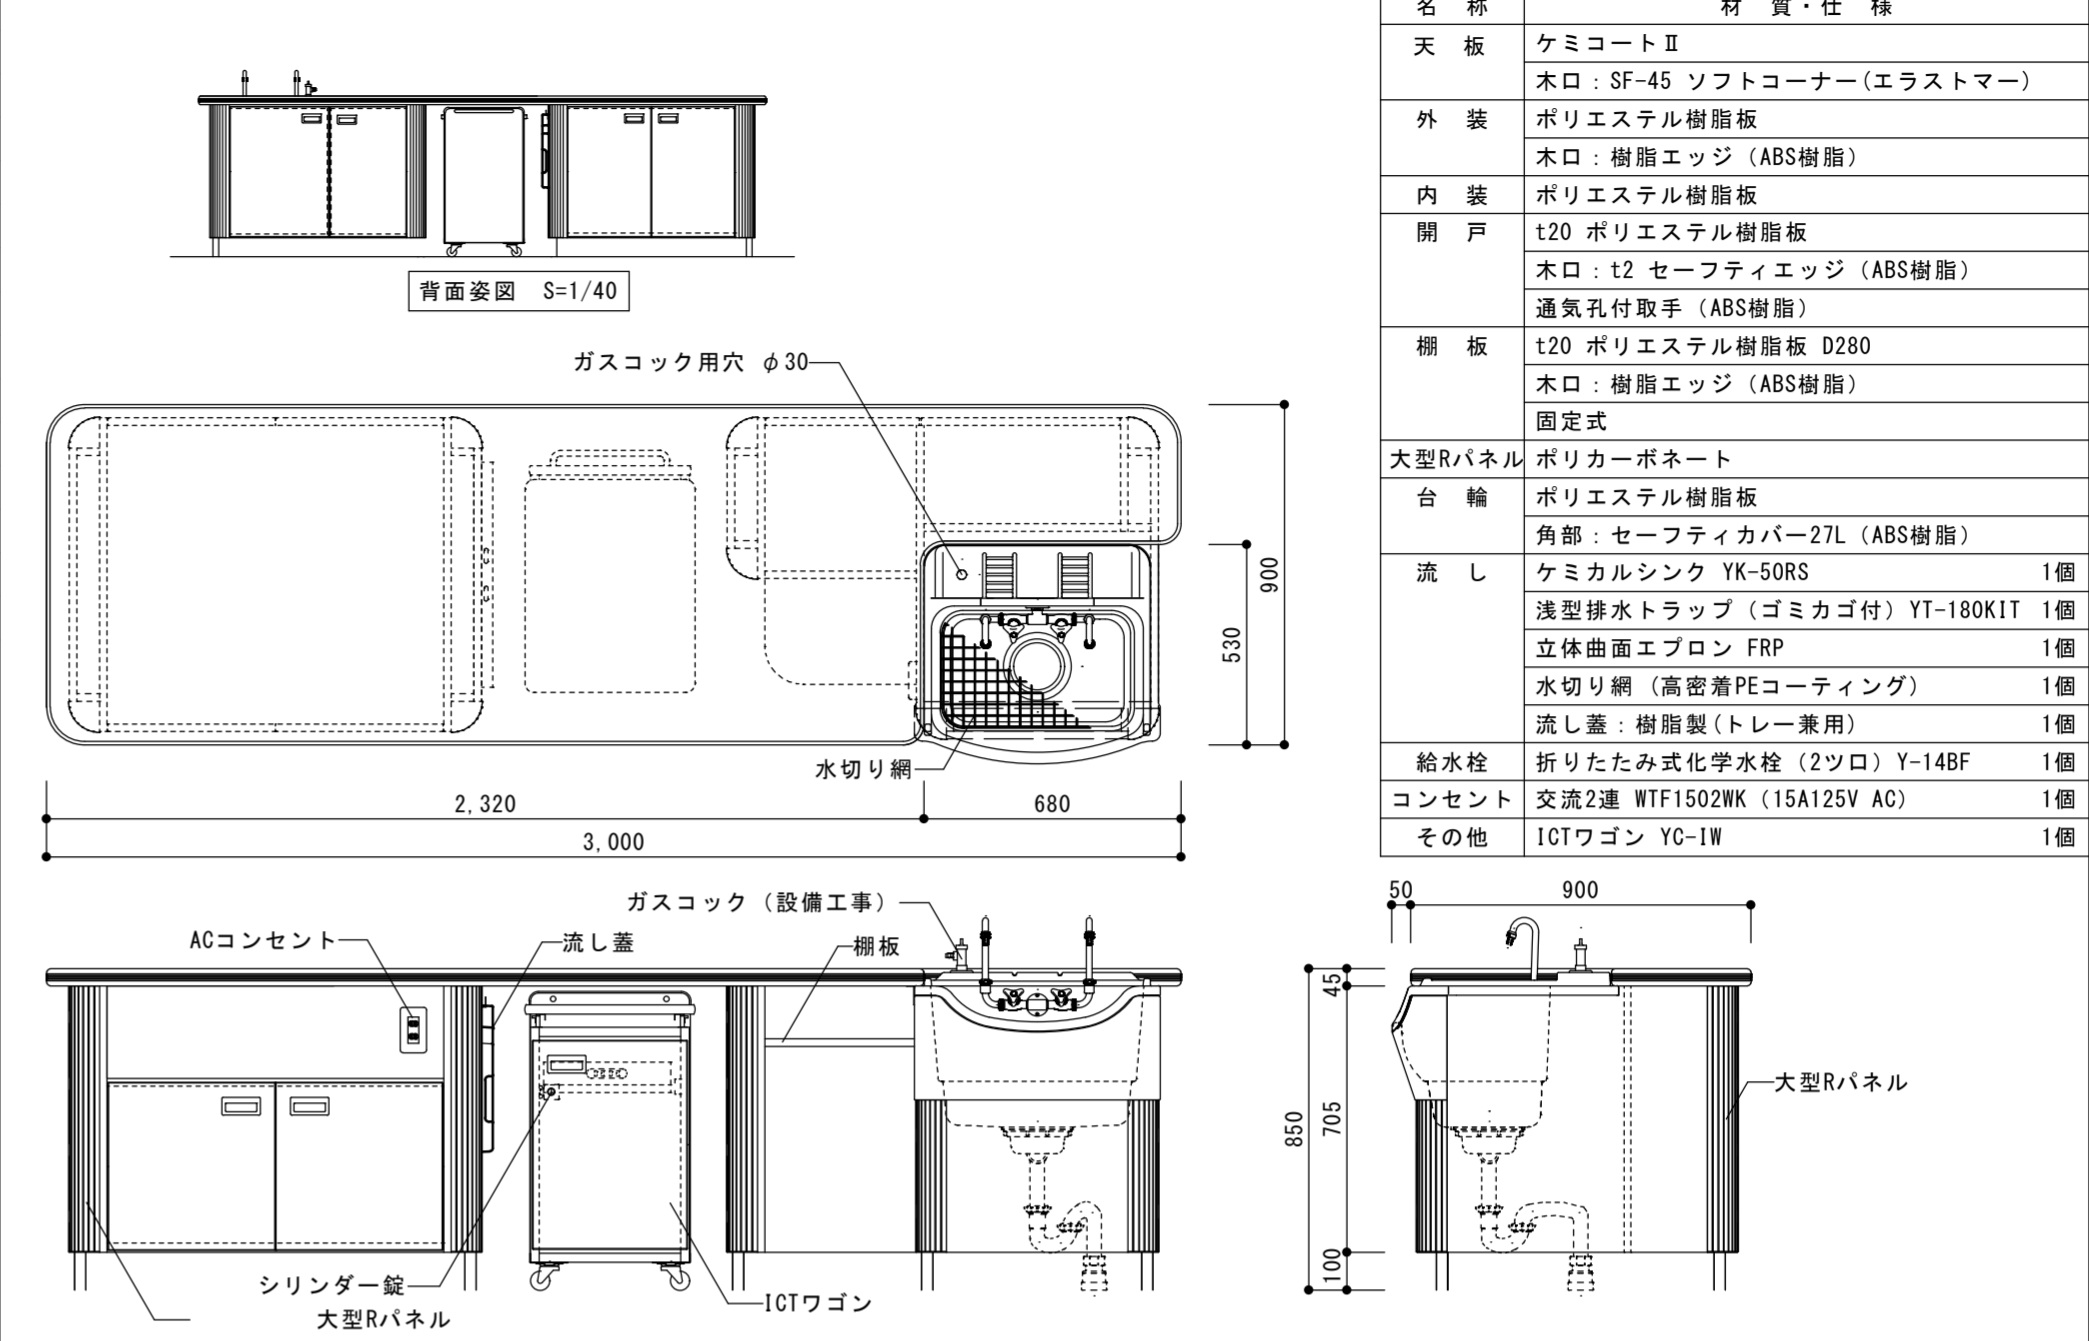 背面姿図 S=1/40
ガスコック用穴 φ30
900
530
水切り網
2,320
680
3,000
ガスコック（設備工事）
ACコンセント
流し蓋
棚板
シリンダー錠
大型Rパネル
ICTワゴン
50
900
45
850
705
100
大型Rパネル
名 称 材 質・仕 様
天 板 ケミコートⅡ
木口：SF-45 ソフトコーナー(エラストマー)
外 装 ポリエステル樹脂板
木口：樹脂エッジ（ABS樹脂）
内 装 ポリエステル樹脂板
開 戸 t20 ポリエステル樹脂板
木口：t2 セーフティエッジ（ABS樹脂）
通気孔付取手（ABS樹脂）
棚 板 t20 ポリエステル樹脂板 D280
木口：樹脂エッジ（ABS樹脂）
固定式
大型Rパネル ポリカーボネート
台 輪 ポリエステル樹脂板
角部：セーフティカバー27L（ABS樹脂）
流 し ケミカルシンク YK-50RS 1個
浅型排水トラップ（ゴミカゴ付）YT-180KIT 1個
立体曲面エプロン FRP 1個
水切り網（高密着PEコーティング） 1個
流し蓋：樹脂製(トレー兼用) 1個
給水栓 折りたたみ式化学水栓（2ツ口）Y-14BF 1個
コンセント 交流2連 WTF1502WK（15A125V AC） 1個
その他 ICTワゴン YC-IW 1個